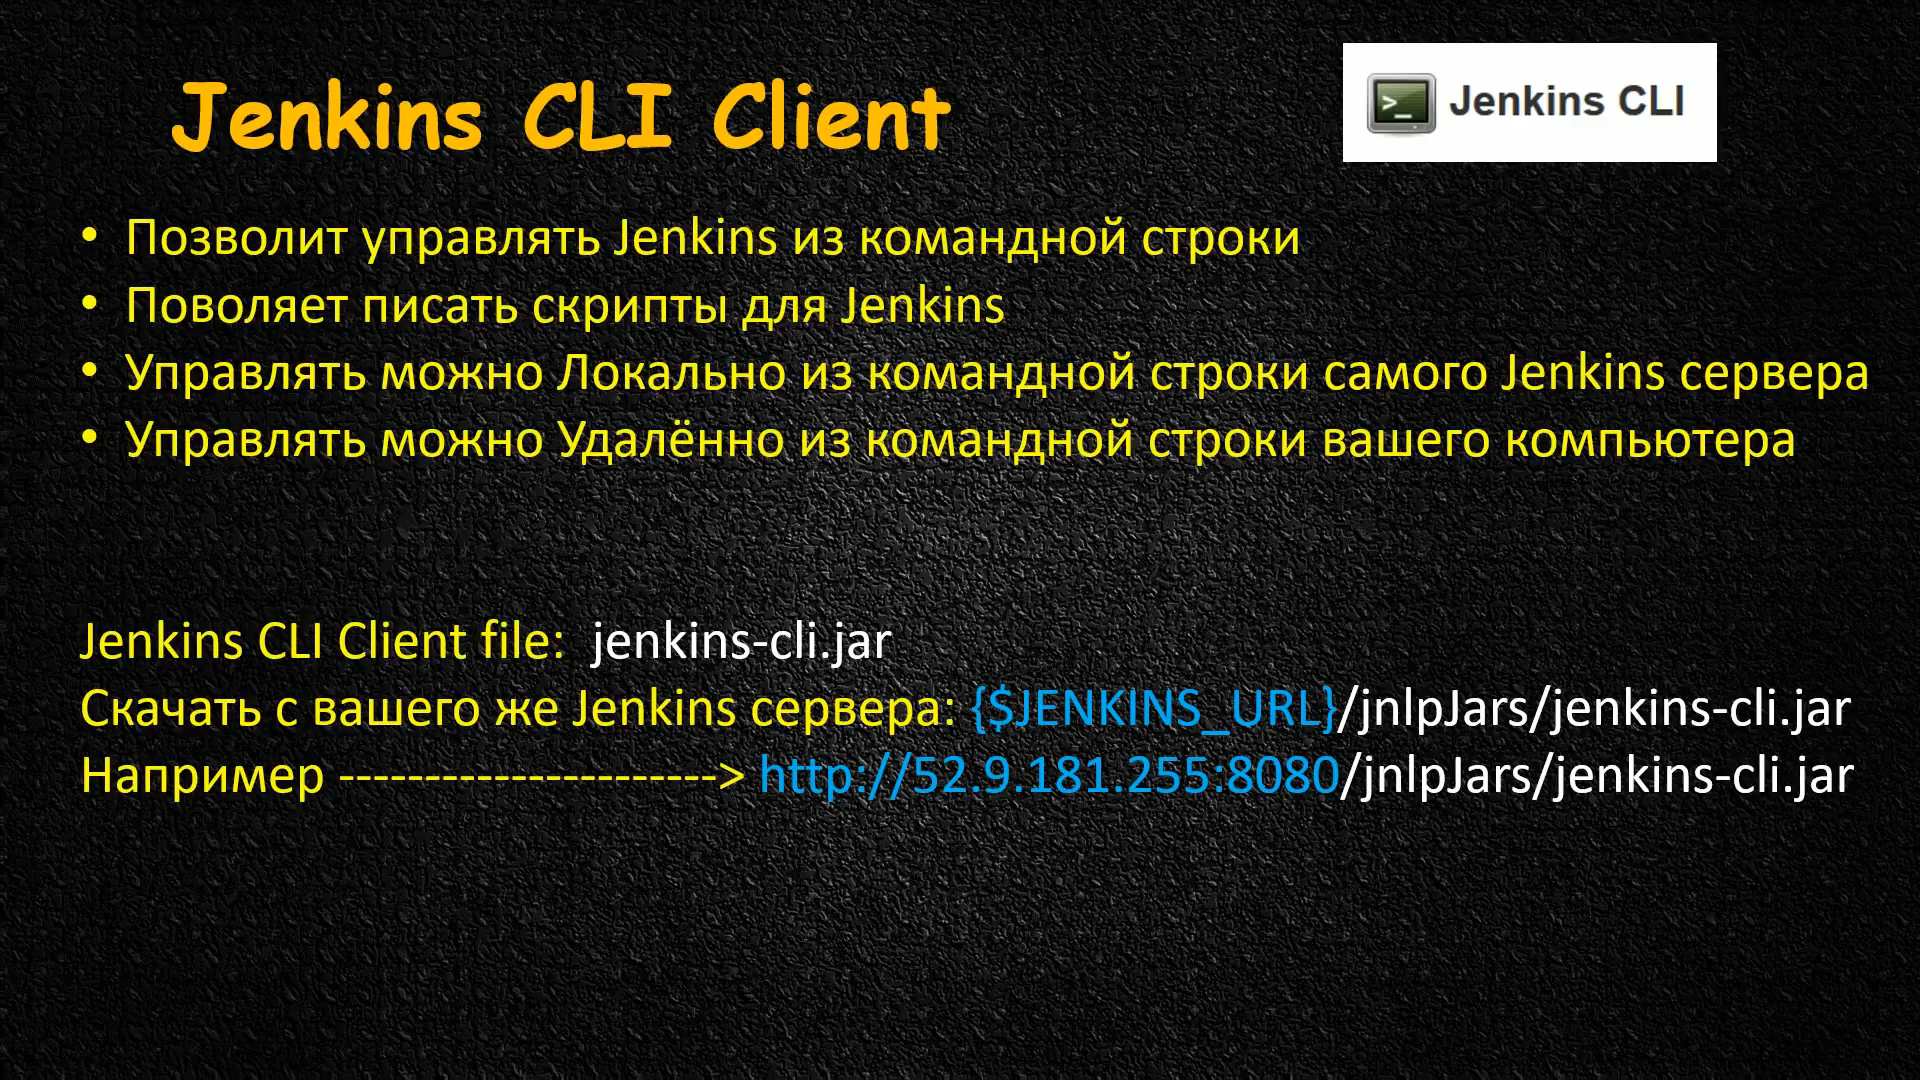 Jenkins CLI Client
>_ Jenkins CLI
• Позволит управлять Jenkins из командной строки
• Поволяет писать скрипты для Jenkins
• Управлять можно Локально из командной строки самого Jenkins сервера
• Управлять можно Удалённо из командной строки вашего компьютера
Jenkins CLI Client file: jenkins-cli.jar
Скачать с вашего же Jenkins сервера: {$JENKINS_URL}/jnlpJars/jenkins-cli.jar
Например ----------------------> http://52.9.181.255:8080/jnlpJars/jenkins-cli.jar